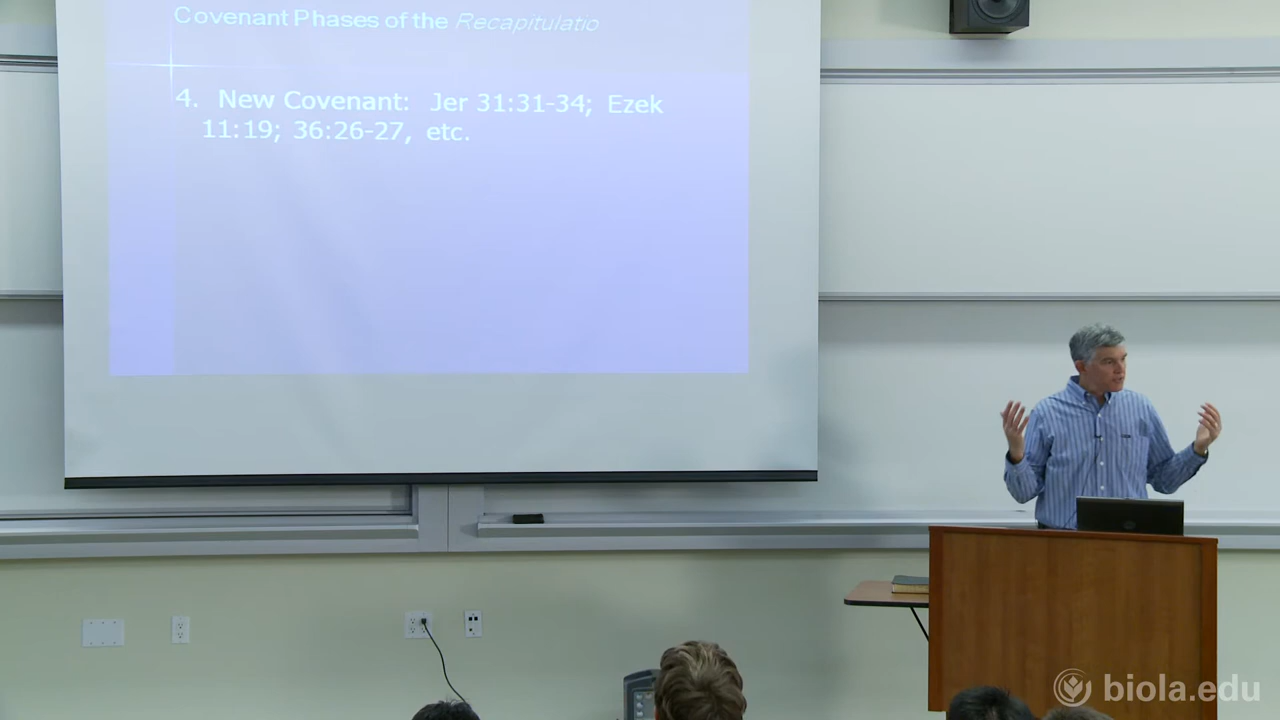 Covenant Phases of the Recapitulatio
4. New Covenant: Jer 31:31-34; Ezek
11:19; 36:26-27, etc.
biola.edu